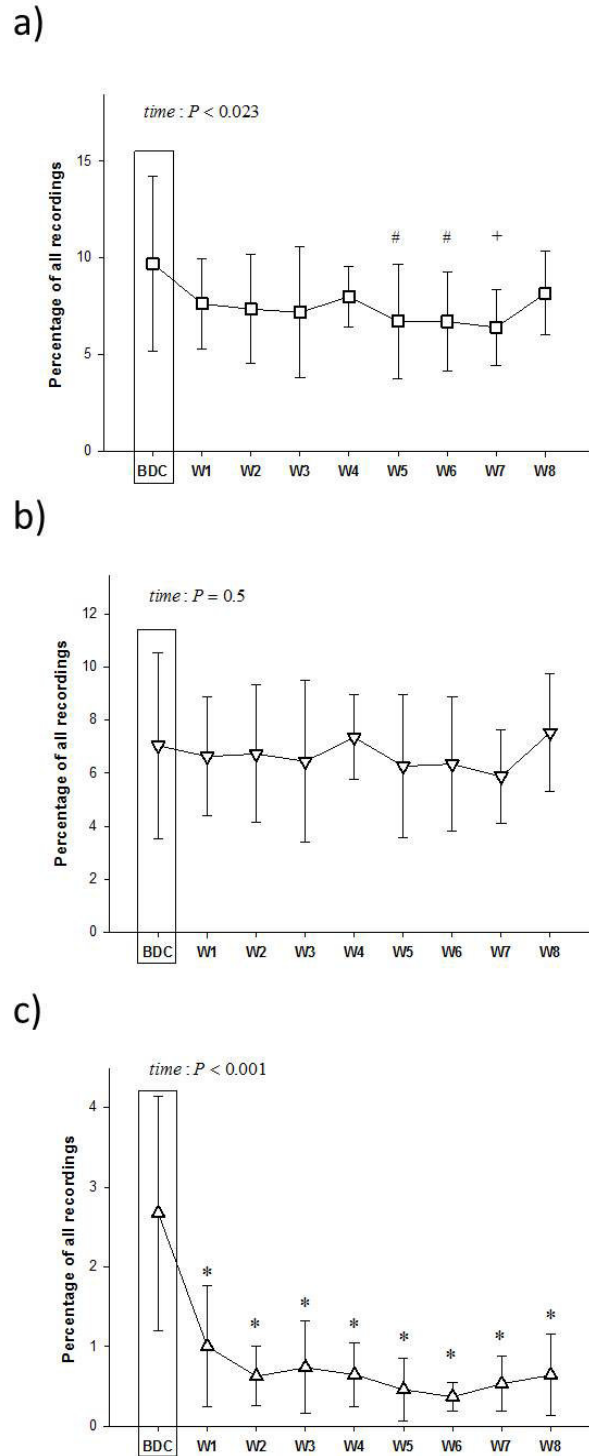 a)
time : P < 0.023
Percentage of all recordings
15
10
5
0
# # +
BDC W1 W2 W3 W4 W5 W6 W7 W8
b)
time : P = 0.5
Percentage of all recordings
12
10
8
6
4
2
0
BDC W1 W2 W3 W4 W5 W6 W7 W8
c)
time : P < 0.001
Percentage of all recordings
4
3
2
1
0
* * * * * * * *
BDC W1 W2 W3 W4 W5 W6 W7 W8